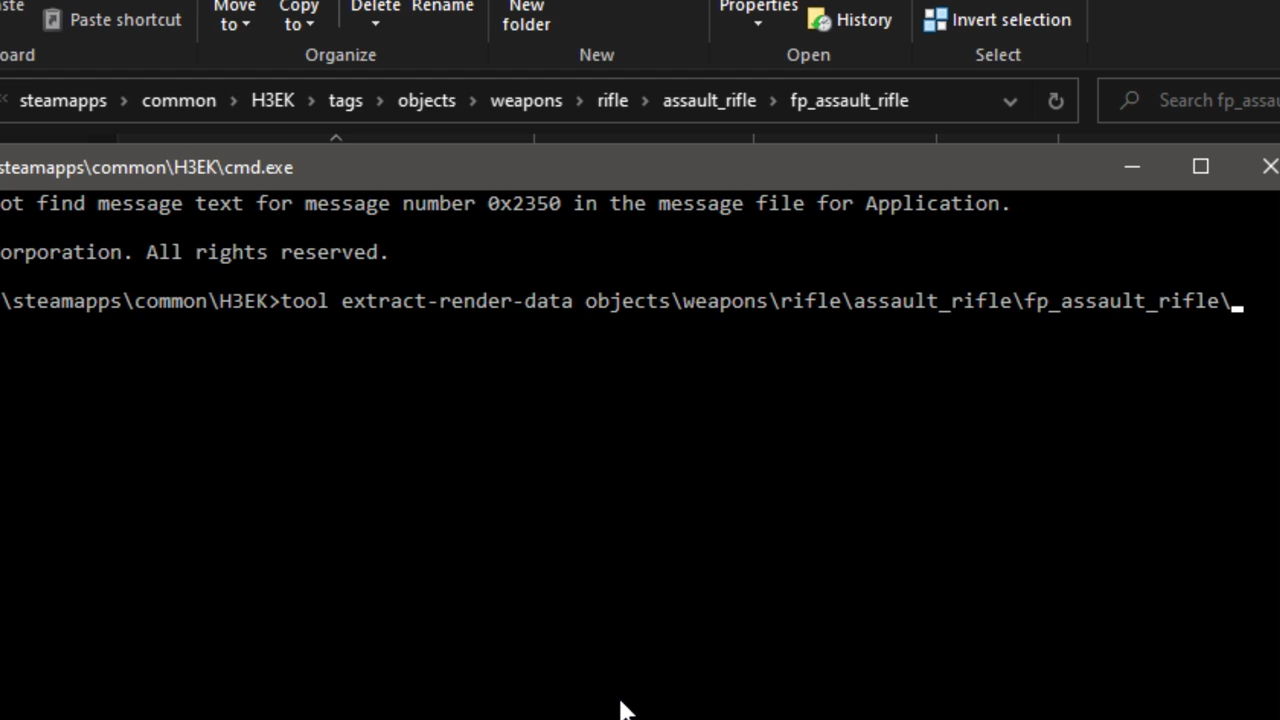 Move Copy Delete Rename New Properties
Paste shortcut to to folder History Invert selection
Organize New Open Select
steamapps > common > H3EK > tags > objects > weapons > rifle > assault_rifle > fp_assault_rifle Search fp_assau
steamapps\common\H3EK\cmd.exe
ot find message text for message number 0x2350 in the message file for Application.
orporation. All rights reserved.
\steamapps\common\H3EK>tool extract-render-data objects\weapons\rifle\assault_rifle\fp_assault_rifle\